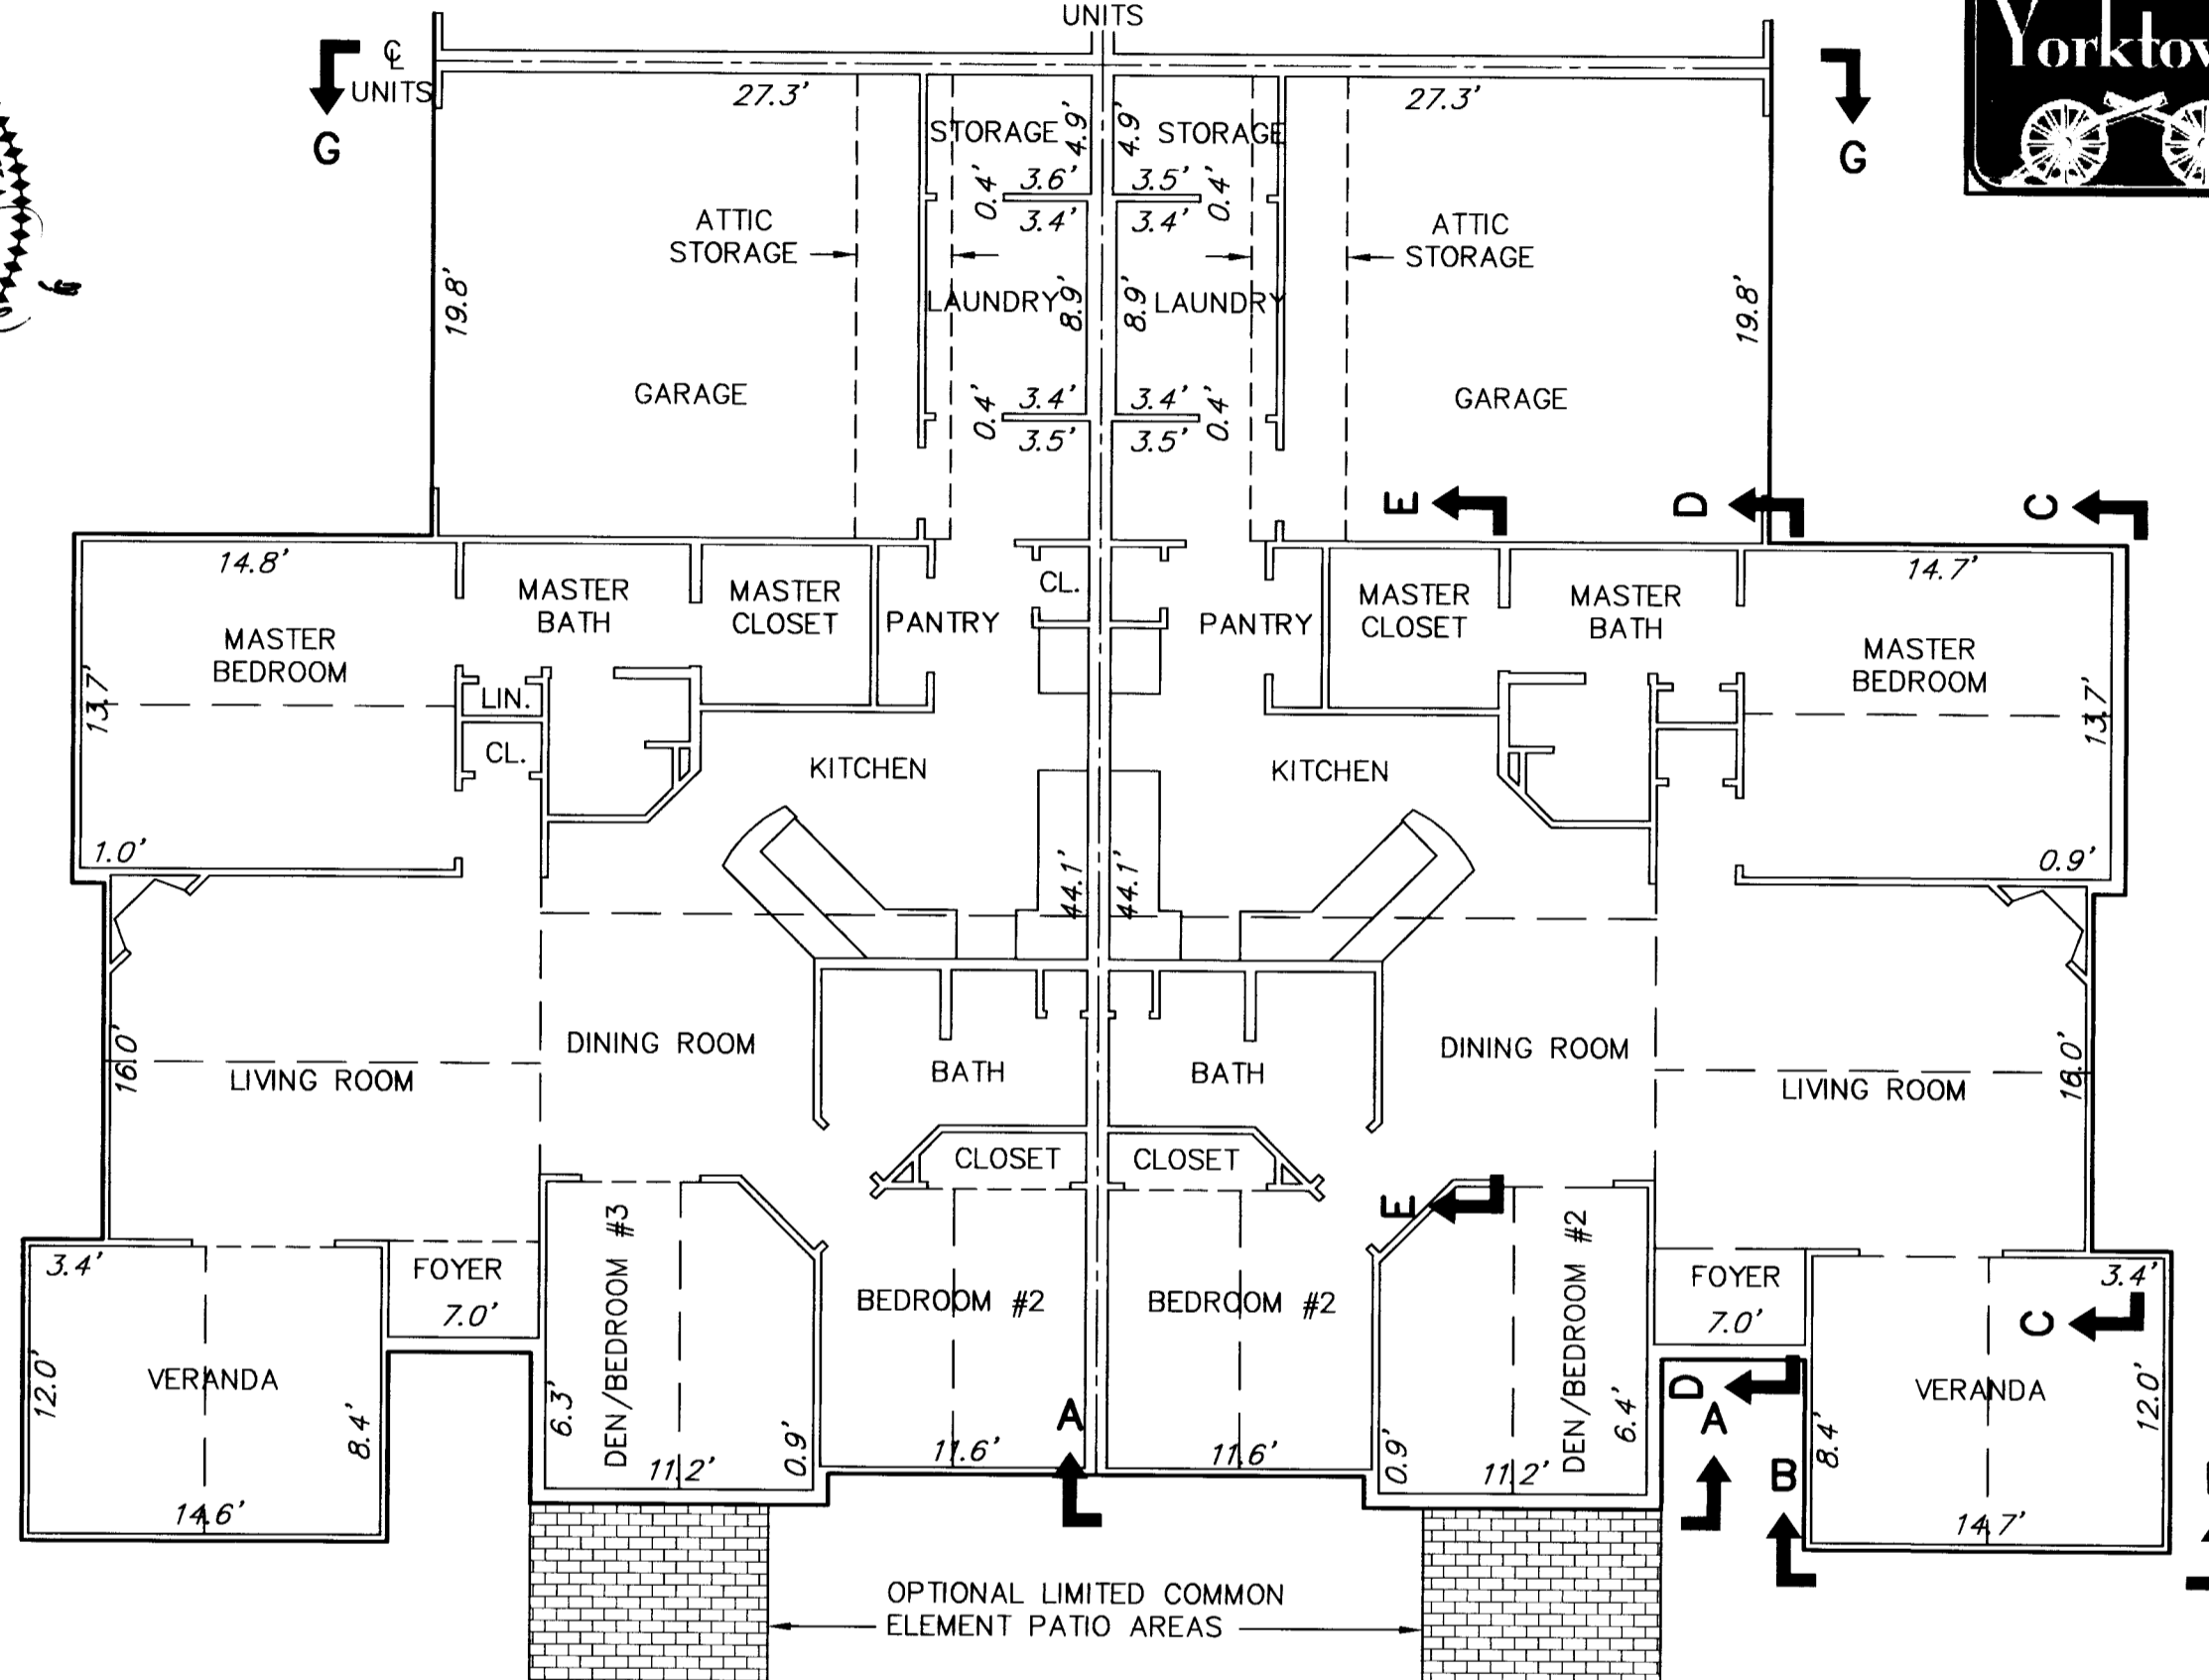 UNITS
Yorktow
℄
UNITS
G
G
27.3'
27.3'
STORAGE
4.9'
4.9'
STORAGE
3.6'
3.5'
0.4'
0.4'
3.4'
3.4'
ATTIC
STORAGE
ATTIC
STORAGE
19.8'
19.8'
LAUNDRY
8.9'
8.9'
LAUNDRY
GARAGE
GARAGE
0.4'
3.4'
3.4'
0.4'
3.5'
3.5'
E
D
C
14.8'
14.7'
MASTER
BATH
MASTER
CLOSET
PANTRY
CL.
PANTRY
MASTER
CLOSET
MASTER
BATH
MASTER
BEDROOM
MASTER
BEDROOM
13.7'
13.7'
LIN.
CL.
KITCHEN
KITCHEN
1.0'
0.9'
44.1'
44.1'
16.0'
LIVING ROOM
DINING ROOM
BATH
BATH
DINING ROOM
LIVING ROOM
16.0'
CLOSET
CLOSET
E
3.4'
FOYER
7.0'
DEN/BEDROOM #3
BEDROOM #2
BEDROOM #2
DEN/BEDROOM #2
FOYER
7.0'
3.4'
C
12.0'
VERANDA
8.4'
6.3'
0.9'
A
0.9'
6.4'
D
A
8.4'
VERANDA
12.0'
11.2'
11.6'
11.6'
11.2'
B
14.6'
14.7'
OPTIONAL LIMITED COMMON
ELEMENT PATIO AREAS